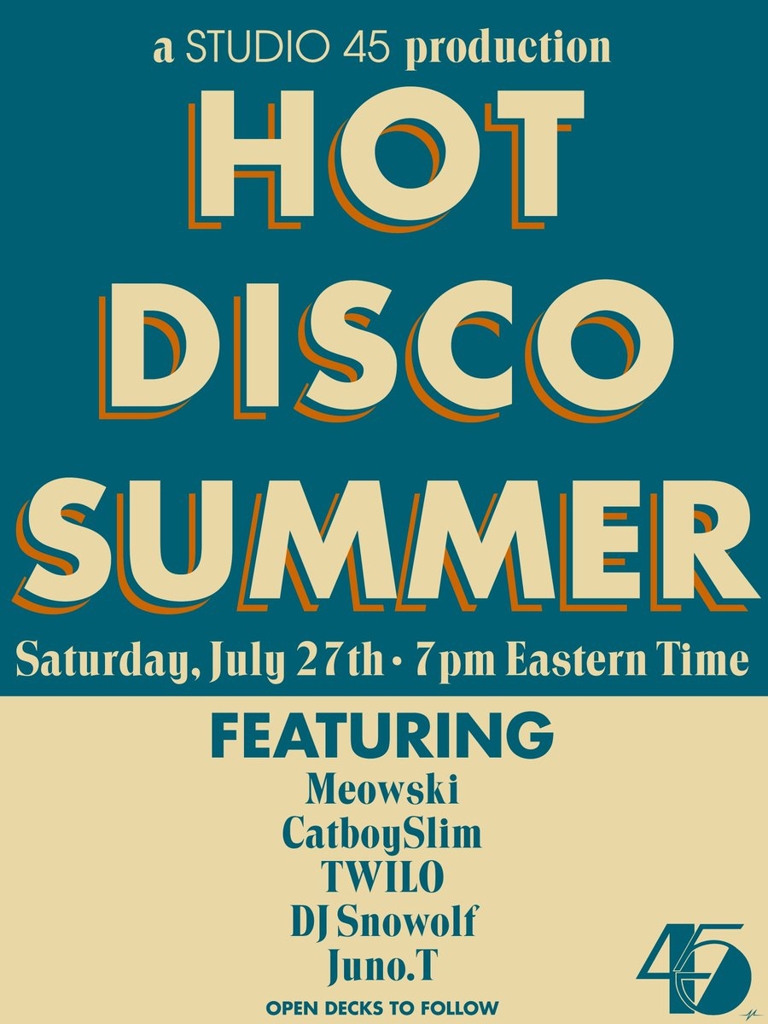 a STUDIO 45 production
HOT
DISCO
SUMMER
Saturday, July 27th • 7pm Eastern Time
FEATURING
Meowski
CatboySlim
TWILO
DJ Snowolf
Juno.T
OPEN DECKS TO FOLLOW
45